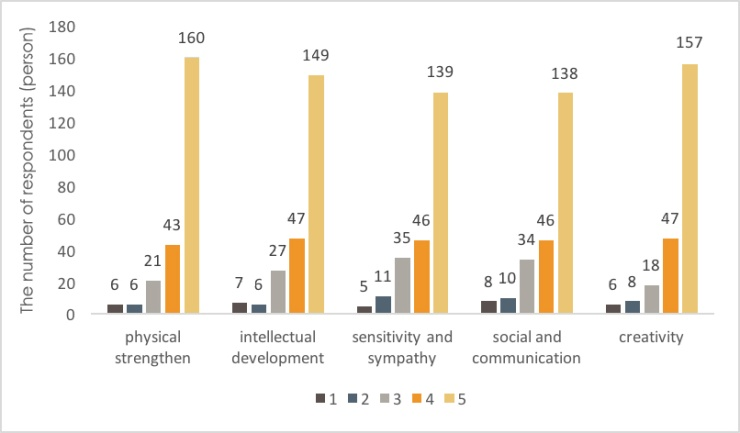 The number of respondents (person)
180
160
140
120
100
80
60
40
20
0
6 6 21 43 160
7 6 27 47 149
5 11 35 46 139
8 10 34 46 138
6 8 18 47 157
physical
strengthen
intellectual
development
sensitivity and
sympathy
social and
communication
creativity
1 2 3 4 5